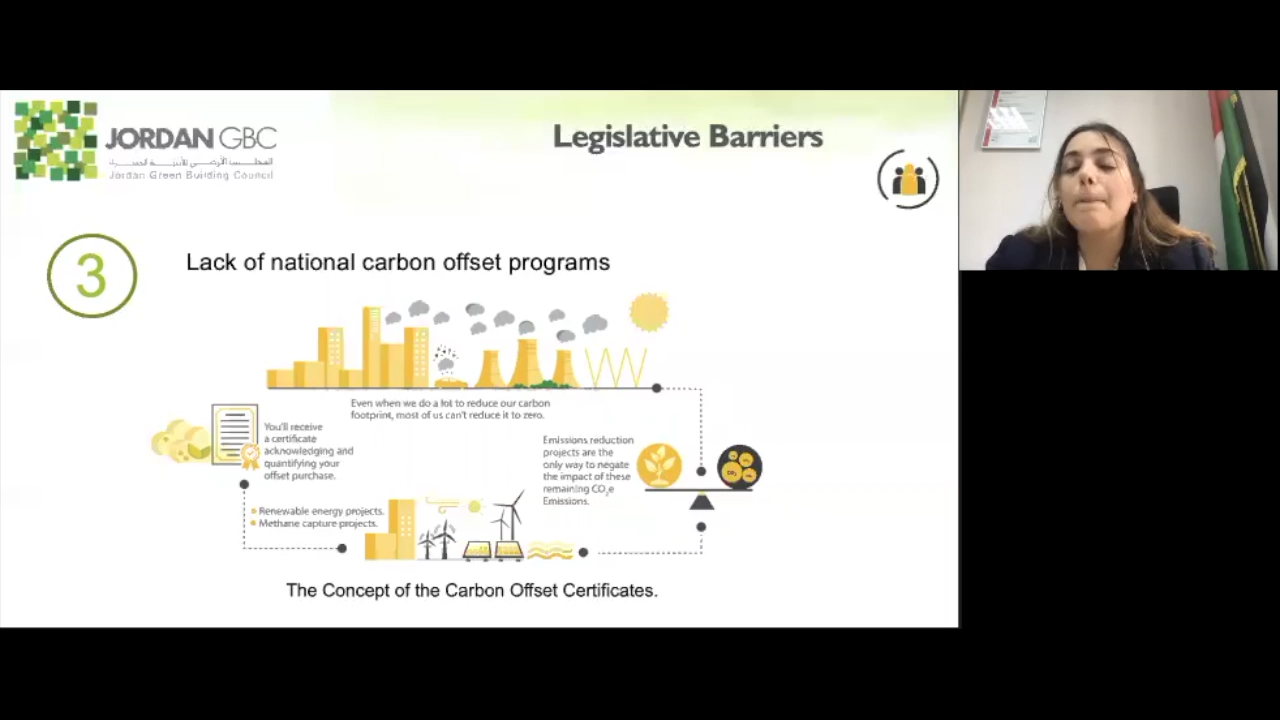 JORDAN GBC
Jordan Green Building Council
Legislative Barriers
3
Lack of national carbon offset programs
Even when we do a lot to reduce our carbon
footprint, most of us can't reduce it to zero.
You'll receive
a certificate
acknowledging and
quantifying your
offset purchase.
Emissions reduction
projects are the
only way to negate
the impact of these
remaining CO₂e
Emissions.
Renewable energy projects.
Methane capture projects.
The Concept of the Carbon Offset Certificates.